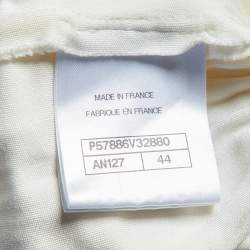 MADE IN FRANCE
FABRIQUE EN FRANCE
P57886V32880
AN127 44